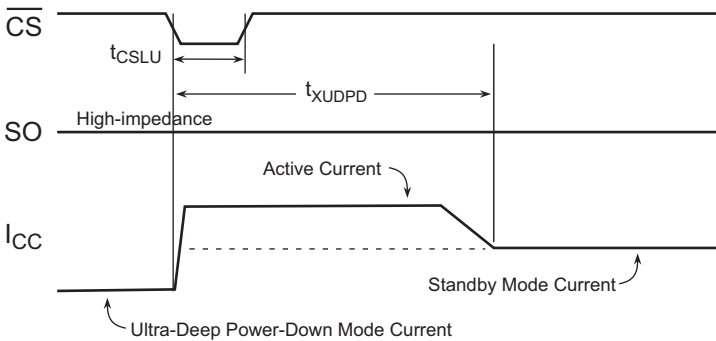 CS
tCSLU
tXUDPD
High-impedance
SO
Active Current
ICC
Standby Mode Current
Ultra-Deep Power-Down Mode Current